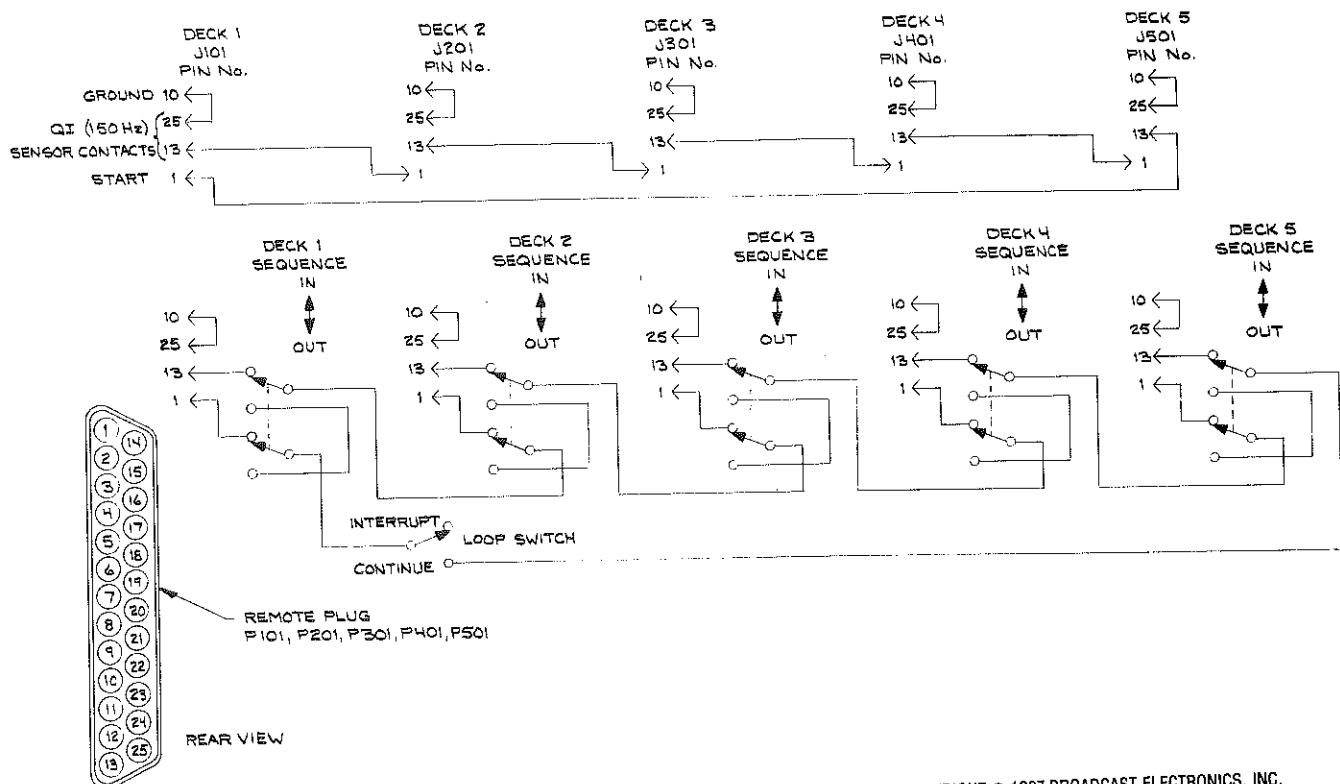 DECK 1
J101
PIN No.
DECK 2
J201
PIN No.
DECK 3
J301
PIN No.
DECK 4
J401
PIN No.
DECK 5
J501
PIN No.
GROUND 10
QI (150 Hz) 25
SENSOR CONTACTS 13
START 1
10
25
13
1
10
25
13
1
10
25
13
1
10
25
13
1
DECK 1
SEQUENCE
IN
OUT
DECK 2
SEQUENCE
IN
OUT
DECK 3
SEQUENCE
IN
OUT
DECK 4
SEQUENCE
IN
OUT
DECK 5
SEQUENCE
IN
OUT
10
25
13
1
10
25
13
1
10
25
13
1
10
25
13
1
10
25
13
1
INTERRUPT
LOOP SWITCH
CONTINUE
1
14
2
15
3
16
4
17
5
18
6
19
7
20
8
21
9
22
10
23
11
24
12
25
13
REMOTE PLUG
P101, P201, P301, P401, P501
REAR VIEW
BROADCAST ELECTRONICS, INC.